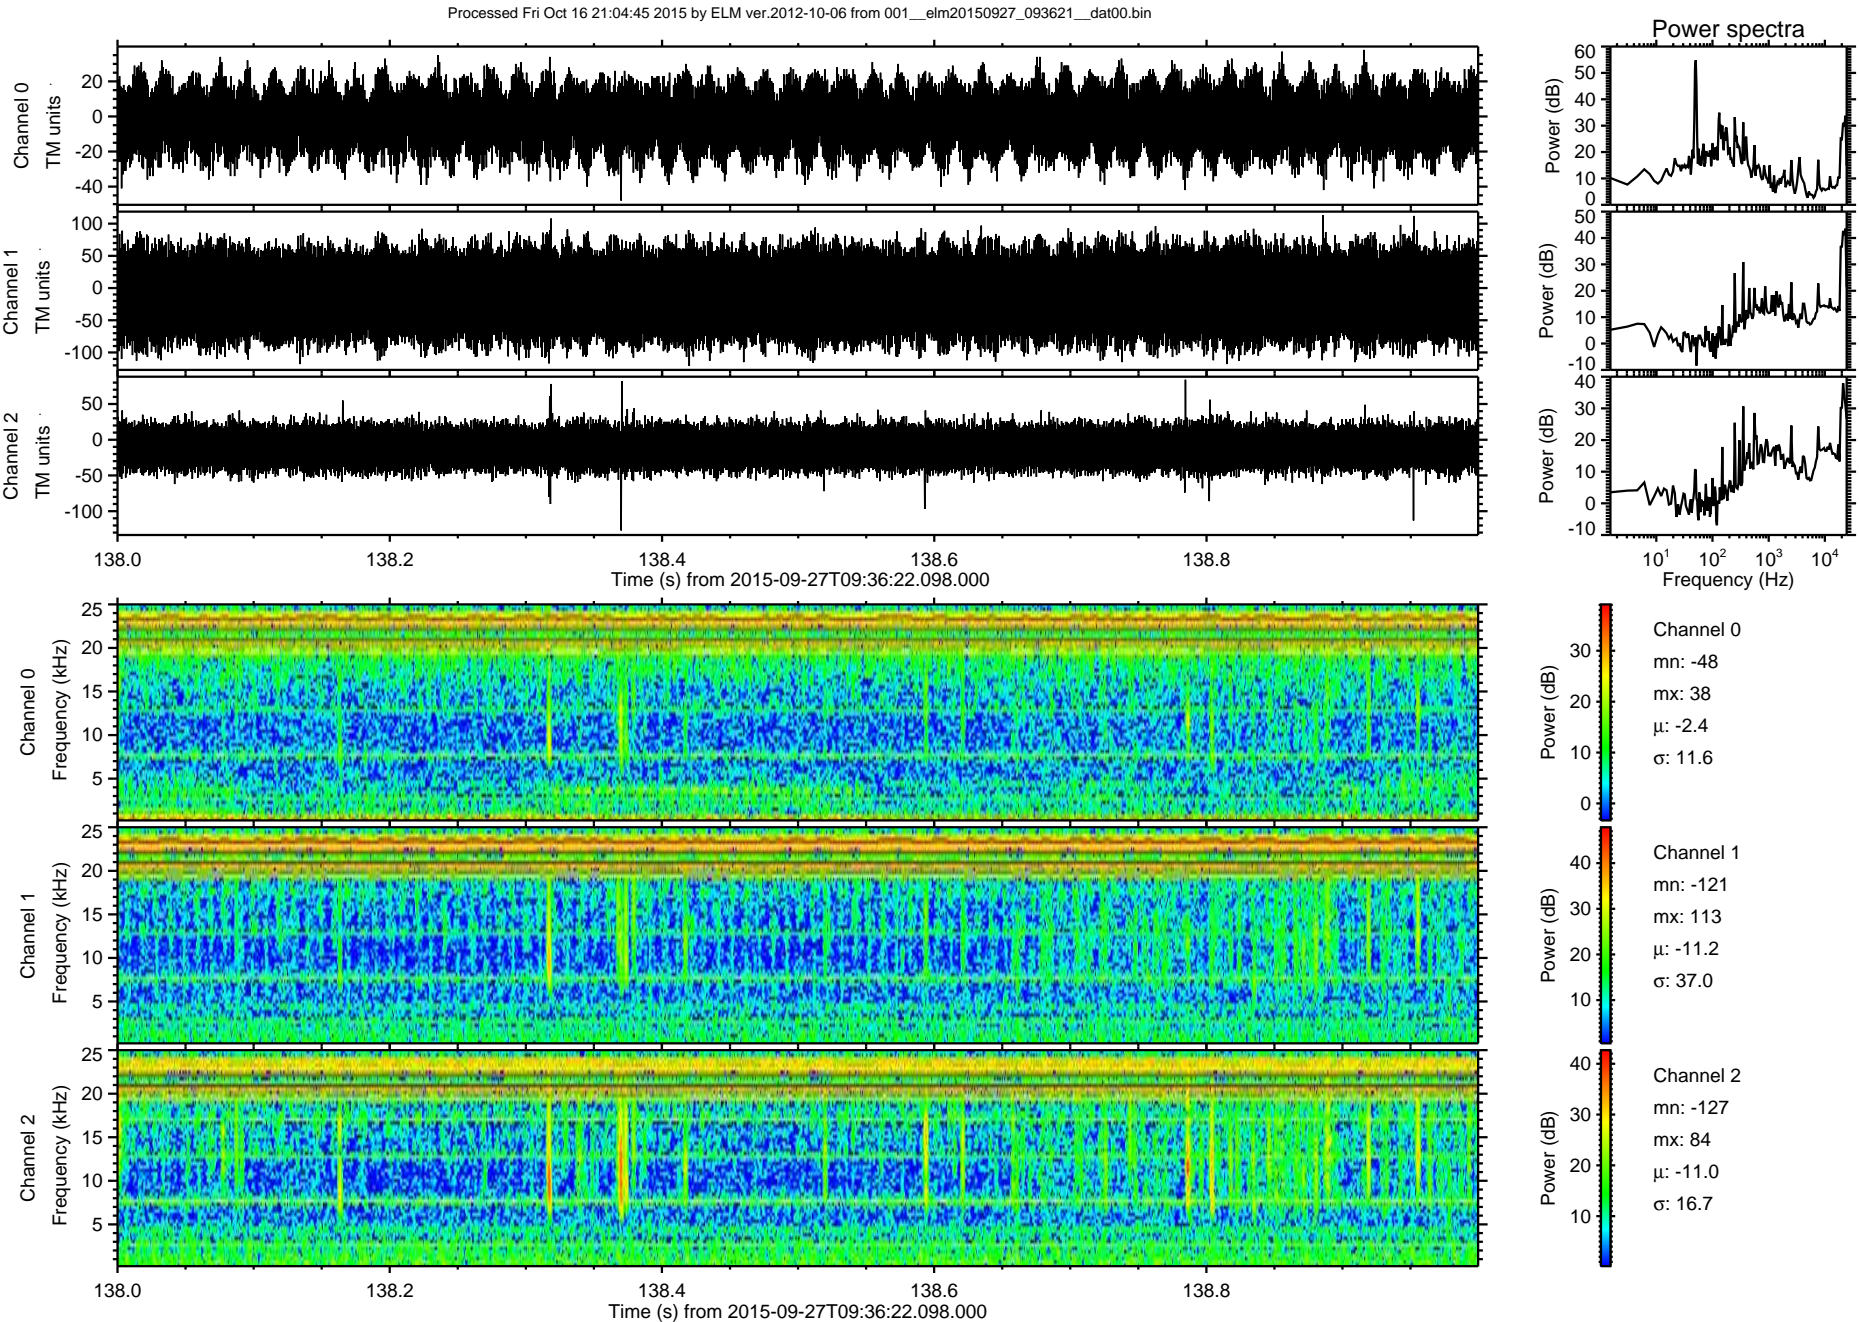 Processed Fri Oct 16 21:04:45 2015 by ELM ver.2012-10-06 from 001__elm20150927_093621__dat00.bin
Power spectra
Channel 0
TM units
20
0
-20
-40
Power (dB)
60
50
40
30
20
10
0
Channel 1
TM units
100
50
0
-50
-100
Power (dB)
50
40
30
20
10
0
-10
Channel 2
TM units
50
0
-50
-100
Power (dB)
40
30
20
10
0
-10
138.0 138.2 138.4 138.6 138.8
Time (s) from 2015-09-27T09:36:22.098.000
10¹ 10² 10³ 10⁴
Frequency (Hz)
Channel 0
Frequency (kHz)
25
20
15
10
5
Power (dB)
30
20
10
0
Channel 0
mn: -48
mx: 38
μ: -2.4
σ: 11.6
Channel 1
Frequency (kHz)
25
20
15
10
5
Power (dB)
40
30
20
10
Channel 1
mn: -121
mx: 113
μ: -11.2
σ: 37.0
Channel 2
Frequency (kHz)
25
20
15
10
5
Power (dB)
40
30
20
10
Channel 2
mn: -127
mx: 84
μ: -11.0
σ: 16.7
138.0 138.2 138.4 138.6 138.8
Time (s) from 2015-09-27T09:36:22.098.000